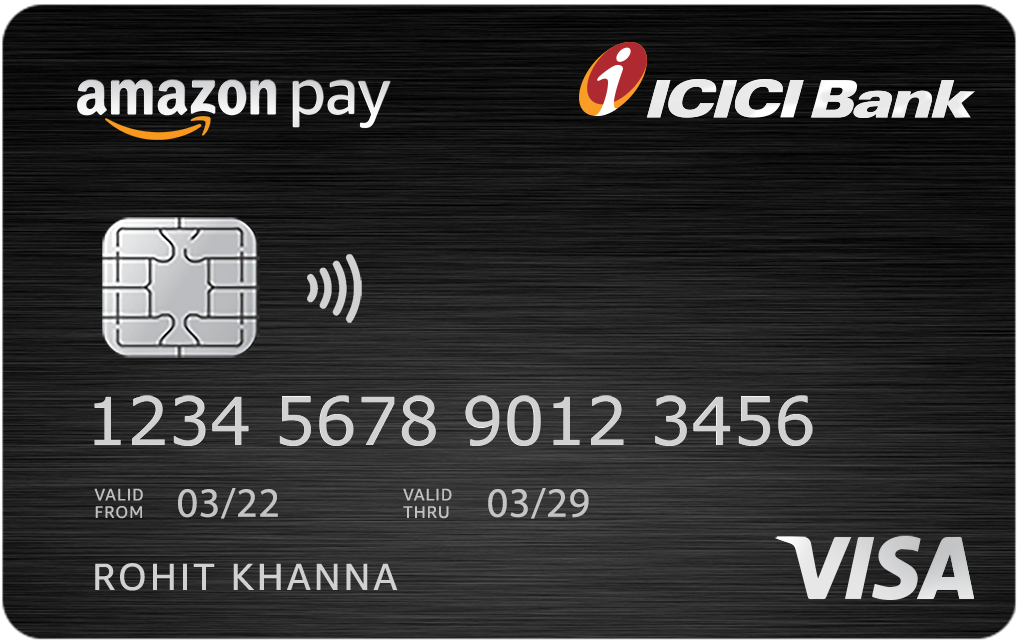 amazon pay
i ICICI Bank
1234 5678 9012 3456
VALID FROM 03/22 VALID THRU 03/29
ROHIT KHANNA
VISA